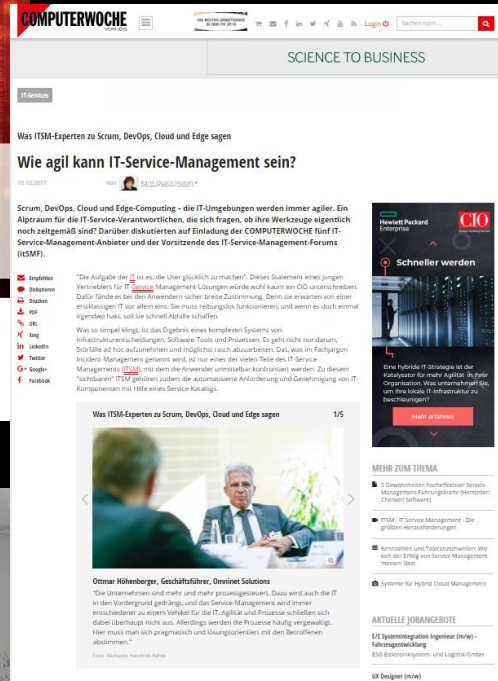 COMPUTERWOCHE
VON IDG
Login
Suchen nach ...
SCIENCE TO BUSINESS
IT-Services
Was ITSM-Experten zu Scrum, DevOps, Cloud und Edge sagen
Wie agil kann IT-Service-Management sein?
19.10.2017 Von Karin Quack (Autor)
Scrum, DevOps, Cloud und Edge-Computing – die IT-Umgebungen werden immer agiler. Ein
Alptraum für die IT-Service-Verantwortlichen, die sich fragen, ob ihre Werkzeuge eigentlich
noch zeitgemäß sind? Darüber diskutierten auf Einladung der COMPUTERWOCHE fünf IT-
Service-Management-Anbieter und der Vorsitzende des IT-Service-Management-Forums
(itSMF).
Empfehlen
Diskutieren
Drucken
PDF
URL
Xing
LinkedIn
Twitter
Google+
Facebook
"Die Aufgabe der IT ist es, die User glücklich zu machen". Dieses Statement eines jungen
Vertrieblers für IT-Service-Management-Lösungen würde wohl kaum ein CIO unterschreiben.
Dafür fände es bei den Anwendern sicher breite Zustimmung. Denn sie erwarten von einer
erstklassigen IT vor allem eins: Sie muss reibungslos funktionieren, und wenn es doch einmal
irgendwo hakt, soll sie schnell Abhilfe schaffen.
Was so simpel klingt, ist das Ergebnis eines komplexen Systems von
Infrastrukturentscheidungen, Software-Tools und Prozessen. Es geht nicht nur darum,
Störfälle ad hoc aufzunehmen und möglichst rasch abzuarbeiten. Das, was im Fachjargon
Incident-Management genannt wird, ist nur eines der vielen Teile des IT-Service-
Managements (ITSM), mit dem die Anwender unmittelbar konfrontiert werden. Zu diesem
"sichtbaren" ITSM gehören zudem die automatisierte Anforderung und Genehmigung von IT-
Komponenten mit Hilfe eines Service-Katalogs.
Was ITSM-Experten zu Scrum, DevOps, Cloud und Edge sagen 1/5
Ottmar Höhenberger, Geschäftsführer, Omninet Solutions
"Die Unternehmen sind mehr und mehr prozessgesteuert. Dazu wird auch die IT
in den Vordergrund gedrängt, und das Service-Management wird immer
entschiedener zu einem Vehikel für die IT. Agilität und Prozesse schließen sich
dabei überhaupt nicht aus. Allerdings werden die Prozesse häufig vergewaltigt.
Hier muss man sich pragmatisch und lösungsorientiert mit den Betroffenen
abstimmen."
Hewlett Packard
Enterprise
CIO
Schneller werden
Eine hybride IT-Strategie ist der
Katalysator für mehr Agilität in Ihrer
Organisation. Was unternehmen Sie,
um Ihre lokale IT-Infrastruktur zu
beschleunigen?
Mehr erfahren
MEHR ZUM THEMA
5 Gewohnheiten hocheffektiver Service-
Management-Führungskräfte (Hersteller:
Cherwell Software)
ITSM - IT Service Management - Die
größten Herausforderungen
Kennzahlen und Toleranzschwellen: Wie
sich der Erfolg von Service Management
messen lässt
Systeme für Hybrid Cloud Management
AKTUELLE JOBANGEBOTE
E/E Systemintegration Ingenieur (m/w) -
Fahrzeugentwicklung
ESG Elektroniksystem- und Logistik-GmbH
UX Designer (m/w)